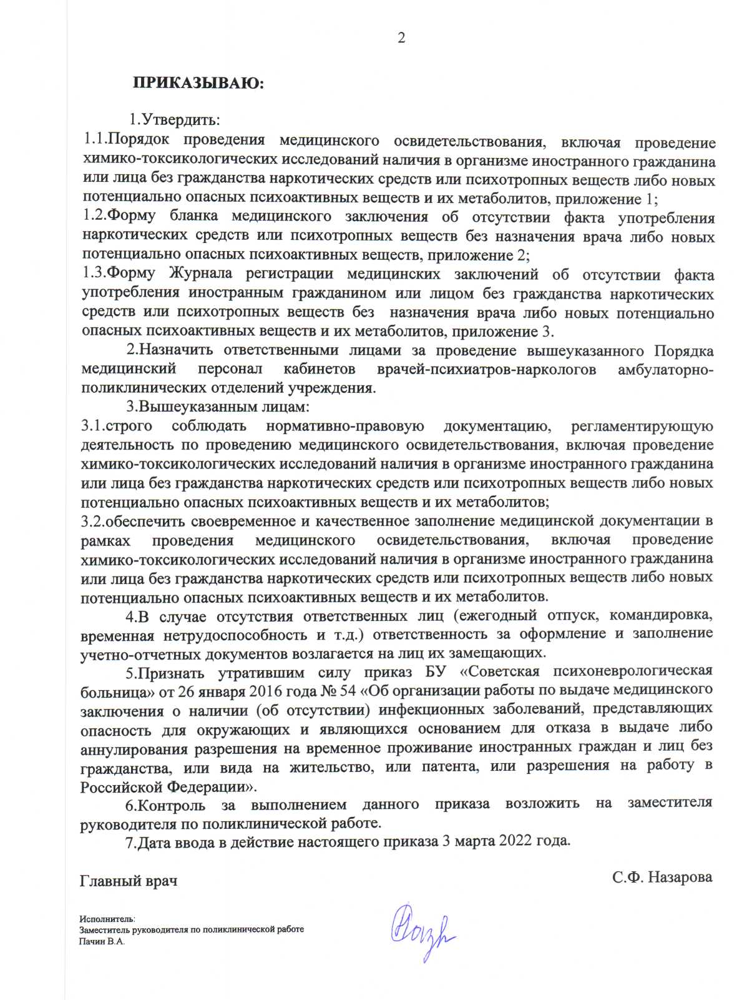 2
ПРИКАЗЫВАЮ:
1.Утвердить:
1.1.Порядок проведения медицинского освидетельствования, включая проведение
химико-токсикологических исследований наличия в организме иностранного гражданина
или лица без гражданства наркотических средств или психотропных веществ либо новых
потенциально опасных психоактивных веществ и их метаболитов, приложение 1;
1.2.Форму бланка медицинского заключения об отсутствии факта употребления
наркотических средств или психотропных веществ без назначения врача либо новых
потенциально опасных психоактивных веществ, приложение 2;
1.3.Форму Журнала регистрации медицинских заключений об отсутствии факта
употребления иностранным гражданином или лицом без гражданства наркотических
средств или психотропных веществ без назначения врача либо новых потенциально
опасных психоактивных веществ и их метаболитов, приложение 3.
2.Назначить ответственными лицами за проведение вышеуказанного Порядка
медицинский персонал кабинетов врачей-психиатров-наркологов амбулаторно-
поликлинических отделений учреждения.
3.Вышеуказанным лицам:
3.1.строго соблюдать нормативно-правовую документацию, регламентирующую
деятельность по проведению медицинского освидетельствования, включая проведение
химико-токсикологических исследований наличия в организме иностранного гражданина
или лица без гражданства наркотических средств или психотропных веществ либо новых
потенциально опасных психоактивных веществ и их метаболитов;
3.2.обеспечить своевременное и качественное заполнение медицинской документации в
рамках проведения медицинского освидетельствования, включая проведение
химико-токсикологических исследований наличия в организме иностранного гражданина
или лица без гражданства наркотических средств или психотропных веществ либо новых
потенциально опасных психоактивных веществ и их метаболитов.
4.В случае отсутствия ответственных лиц (ежегодный отпуск, командировка,
временная нетрудоспособность и т.д.) ответственность за оформление и заполнение
учетно-отчетных документов возлагается на лиц их замещающих.
5.Признать утратившим силу приказ БУ «Советская психоневрологическая
больница» от 26 января 2016 года № 54 «Об организации работы по выдаче медицинского
заключения о наличии (об отсутствии) инфекционных заболеваний, представляющих
опасность для окружающих и являющихся основанием для отказа в выдаче либо
аннулирования разрешения на временное проживание иностранных граждан и лиц без
гражданства, или вида на жительство, или патента, или разрешения на работу в
Российской Федерации».
6.Контроль за выполнением данного приказа возложить на заместителя
руководителя по поликлинической работе.
7.Дата ввода в действие настоящего приказа 3 марта 2022 года.
Главный врач С.Ф. Назарова
Исполнитель:
Заместитель руководителя по поликлинической работе
Пачин В.А.